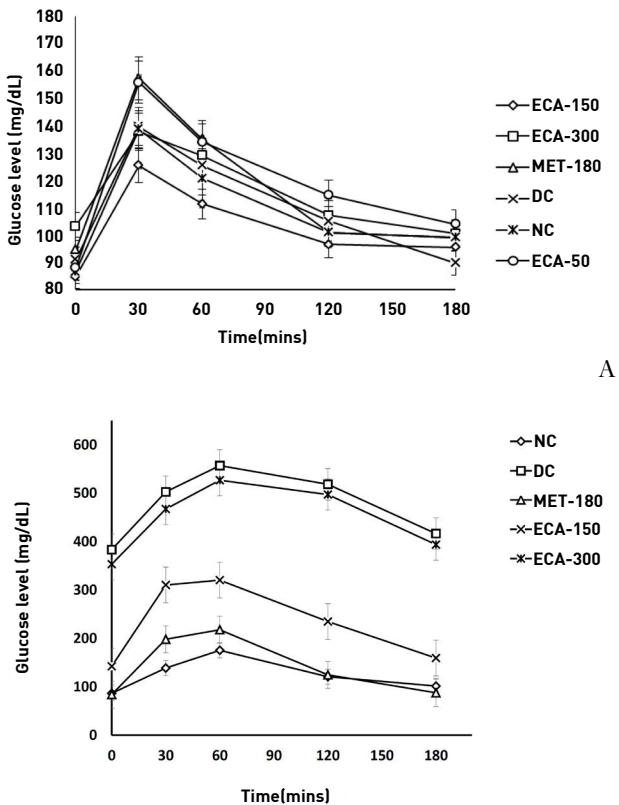 180
170
160
150
140
130
120
110
100
90
80
Glucose level (mg/dL)
0 30 60 90 120 150 180
Time(mins)
ECA-150
ECA-300
MET-180
DC
NC
ECA-50
A
600
500
400
300
200
100
0
Glucose level (mg/dL)
0 30 60 90 120 180
Time(mins)
NC
DC
MET-180
ECA-150
ECA-300